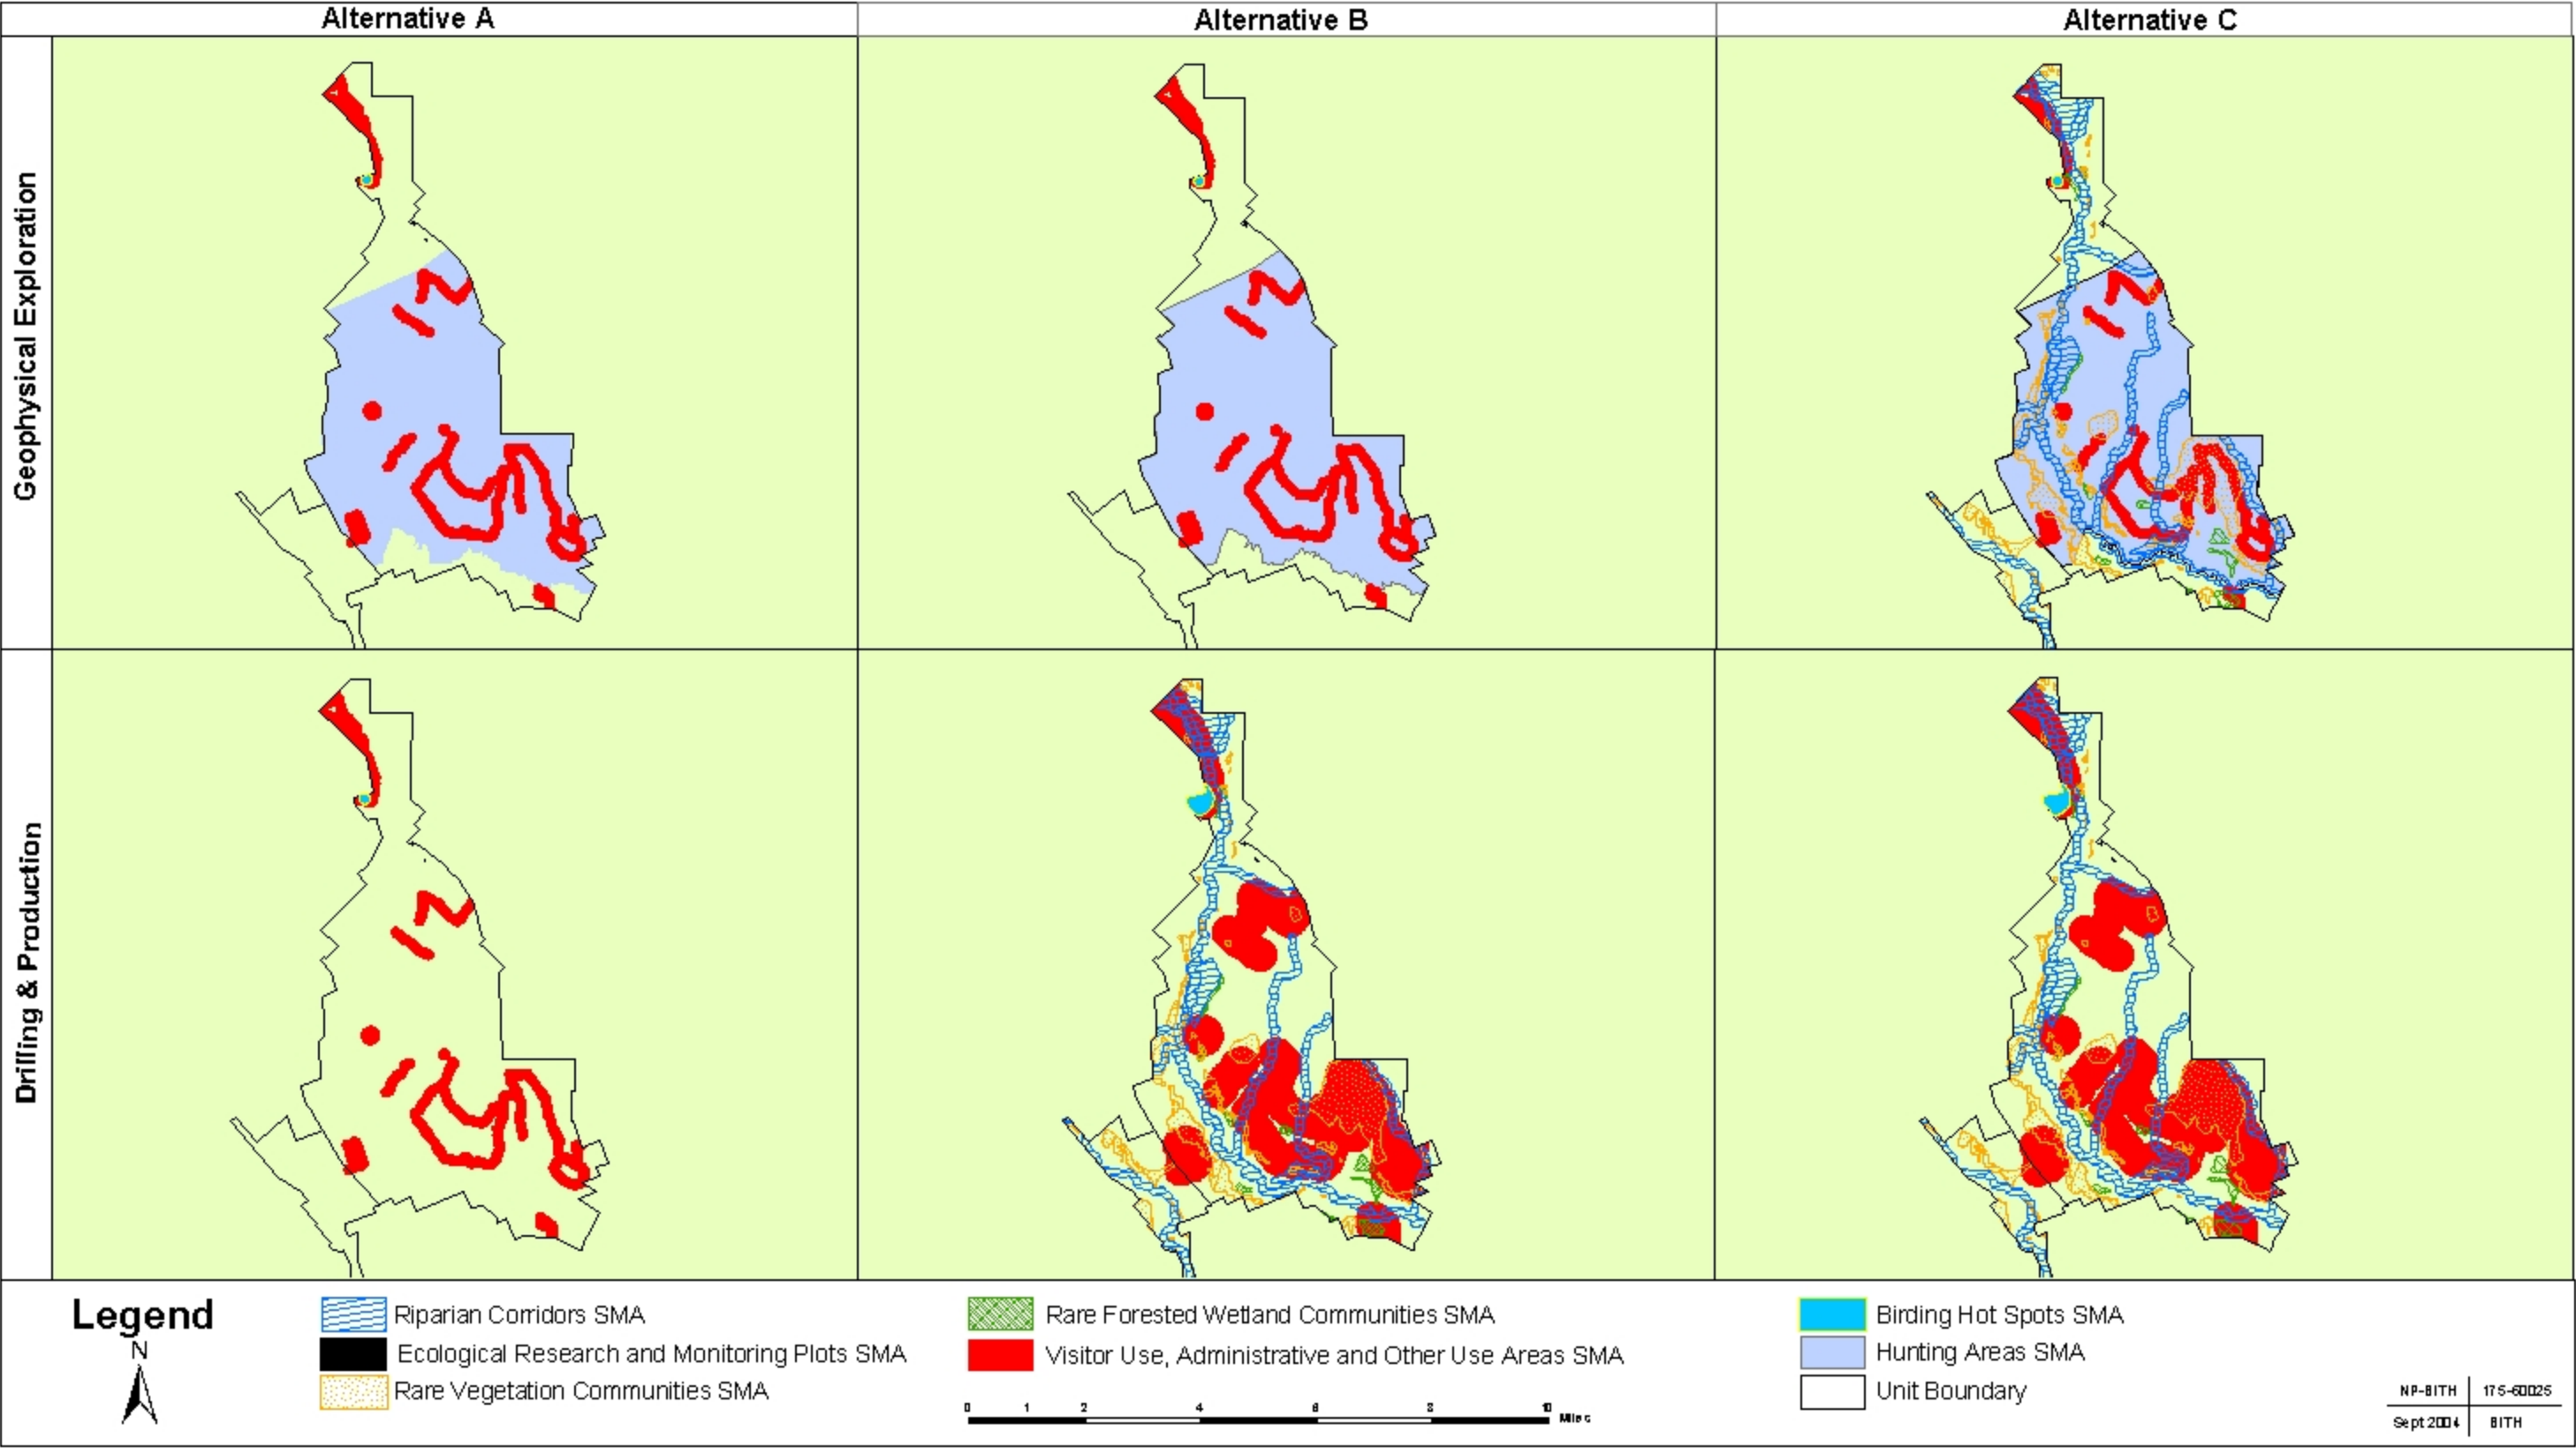 Alternative A
Alternative B
Alternative C
Geophysical Exploration
Drilling & Production
Legend
N
Riparian Corridors SMA
Ecological Research and Monitoring Plots SMA
Rare Vegetation Communities SMA
Rare Forested Wetland Communities SMA
Visitor Use, Administrative and Other Use Areas SMA
0 1 2 4 6 8 10 Miles
Birding Hot Spots SMA
Hunting Areas SMA
Unit Boundary
NP-BITH 175-60025
Sept 2004 BITH